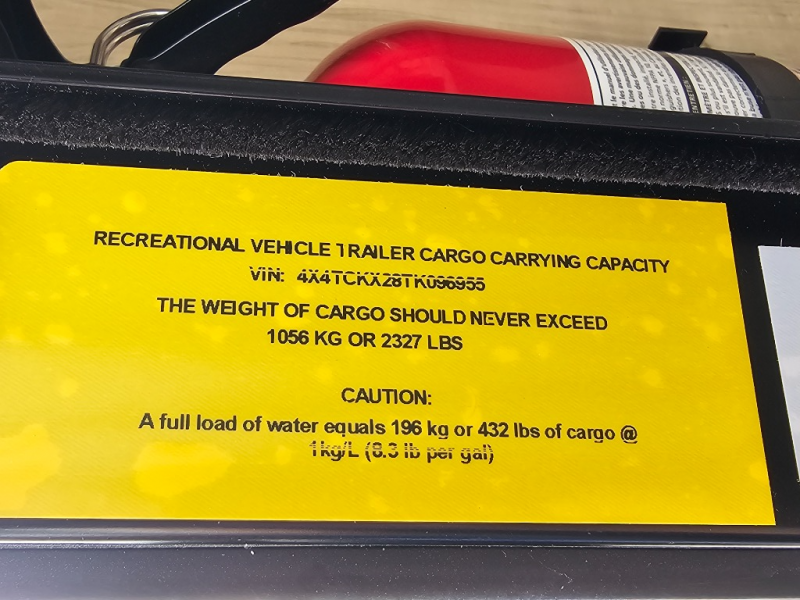 RECREATIONAL VEHICLE TRAILER CARGO CARRYING CAPACITY
VIN: 4X4TCKX28TK096955
THE WEIGHT OF CARGO SHOULD NEVER EXCEED
1056 KG OR 2327 LBS
CAUTION:
A full load of water equals 196 kg or 432 lbs of cargo @
1kg/L (8.3 lb per gal)